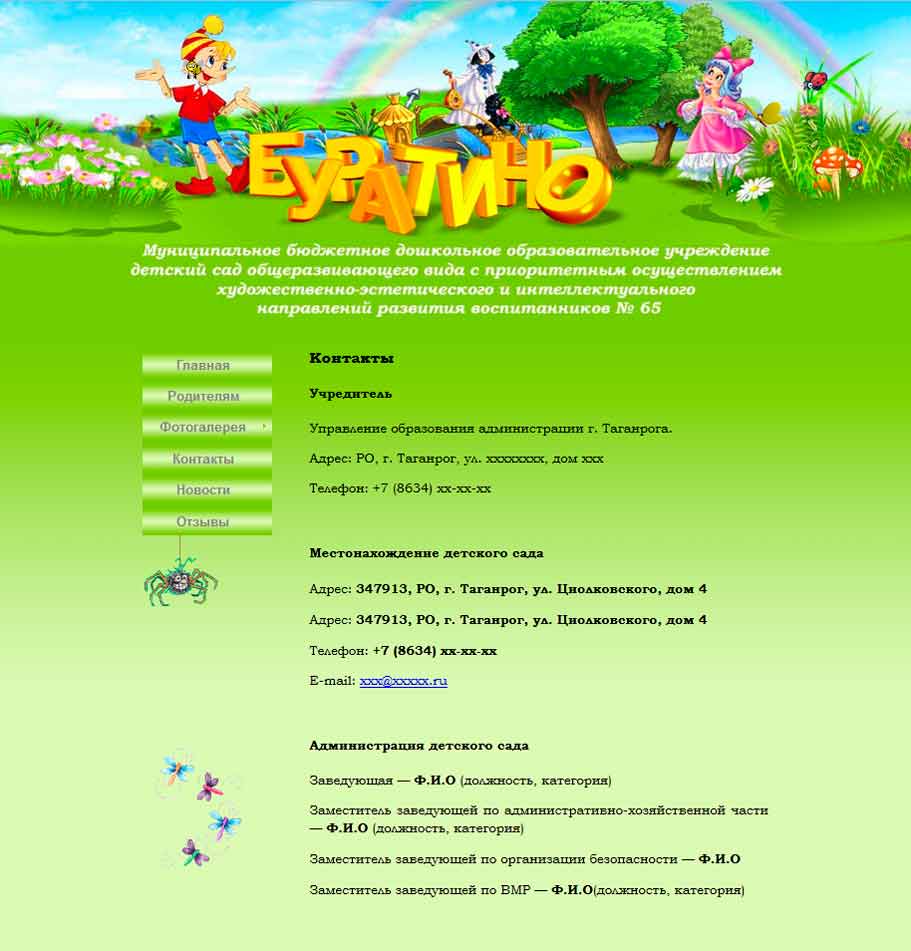 БУРАТИНО
Муниципальное бюджетное дошкольное образовательное учреждение
детский сад общеразвивающего вида с приоритетным осуществлением
художественно-эстетического и интеллектуального
направлений развития воспитанников № 65
Главная
Родителям
Фотогалерея
Контакты
Новости
Отзывы
Контакты
Учредитель
Управление образования администрации г. Таганрога.
Адрес: РО, г. Таганрог, ул. хххххххх, дом ххх
Телефон: +7 (8634) хх-хх-хх
Местонахождение детского сада
Адрес: 347913, РО, г. Таганрог, ул. Циолковского, дом 4
Адрес: 347913, РО, г. Таганрог, ул. Циолковского, дом 4
Телефон: +7 (8634) хх-хх-хх
E-mail: xxx@xxxxx.ru
Администрация детского сада
Заведующая — Ф.И.О (должность, категория)
Заместитель заведующей по административно-хозяйственной части
— Ф.И.О (должность, категория)
Заместитель заведующей по организации безопасности — Ф.И.О
Заместитель заведующей по ВМР — Ф.И.О(должность, категория)